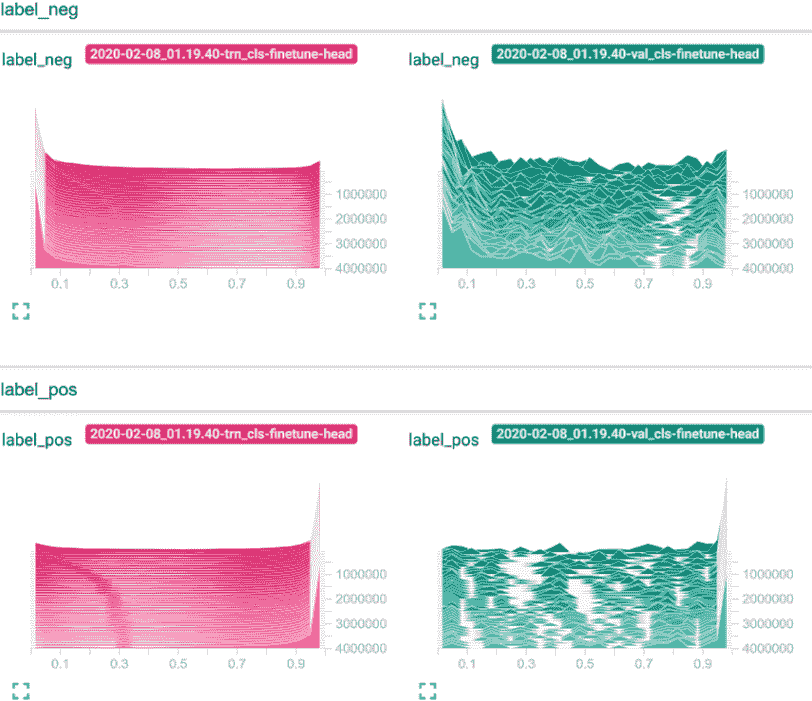 label_neg
label_neg 2020-02-08_01.19.40-trn_cls-finetune-head label_neg 2020-02-08_01.19.40-val_cls-finetune-head
1000000 1000000
2000000 2000000
3000000 3000000
4000000 4000000
0.1 0.3 0.5 0.7 0.9 0.1 0.3 0.5 0.7 0.9
label_pos
label_pos 2020-02-08_01.19.40-trn_cls-finetune-head label_pos 2020-02-08_01.19.40-val_cls-finetune-head
1000000 1000000
2000000 2000000
3000000 3000000
4000000 4000000
0.1 0.3 0.5 0.7 0.9 0.1 0.3 0.5 0.7 0.9